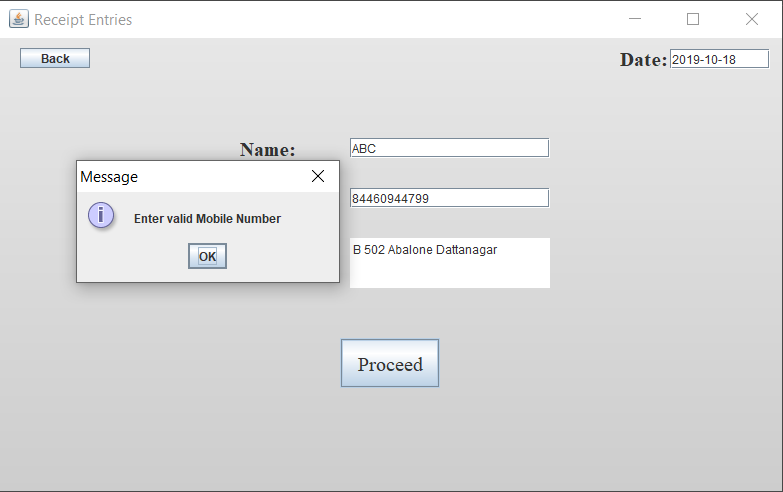 Receipt Entries
Back
Date: 2019-10-18
Name: ABC
Message
84460944799
Enter valid Mobile Number
B 502 Abalone Dattanagar
OK
Proceed